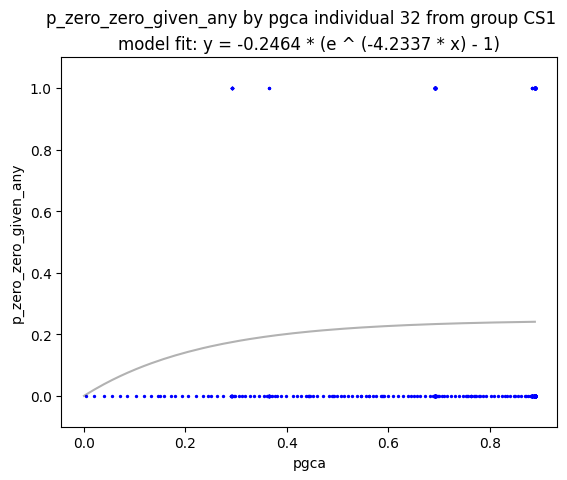 p_zero_zero_given_any by pgca individual 32 from group CS1
model fit: y = -0.2464 * (e ^ (-4.2337 * x) - 1)
1.0
0.8
0.6
0.4
0.2
0.0
p_zero_zero_given_any
0.0 0.2 0.4 0.6 0.8
pgca